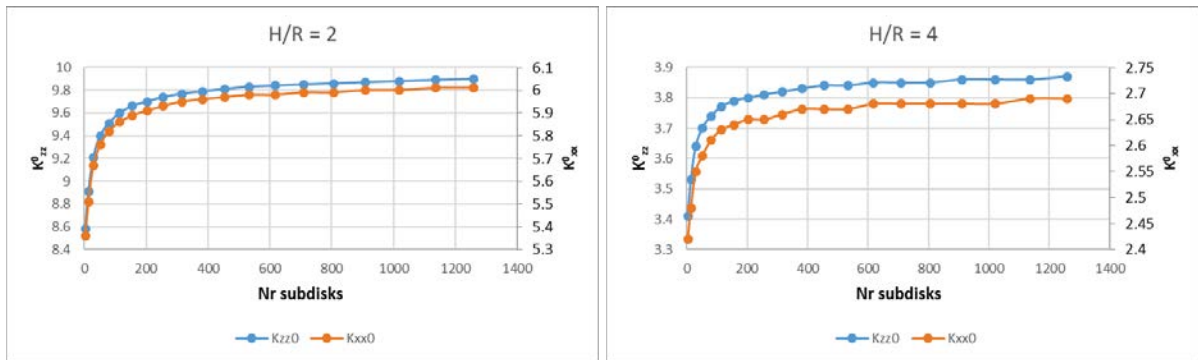 H/R = 2
10
9.8
9.6
9.4
9.2
9
8.8
8.6
8.4
K⁰zz
6.1
6
5.9
5.8
5.7
5.6
5.5
5.4
5.3
K⁰xx
0 200 400 600 800 1000 1200 1400
Nr subdisks
Kzz0 Kxx0
H/R = 4
3.9
3.8
3.7
3.6
3.5
3.4
3.3
K⁰zz
2.75
2.7
2.65
2.6
2.55
2.5
2.45
2.4
K⁰xx
0 200 400 600 800 1000 1200 1400
Nr subdisks
Kzz0 Kxx0